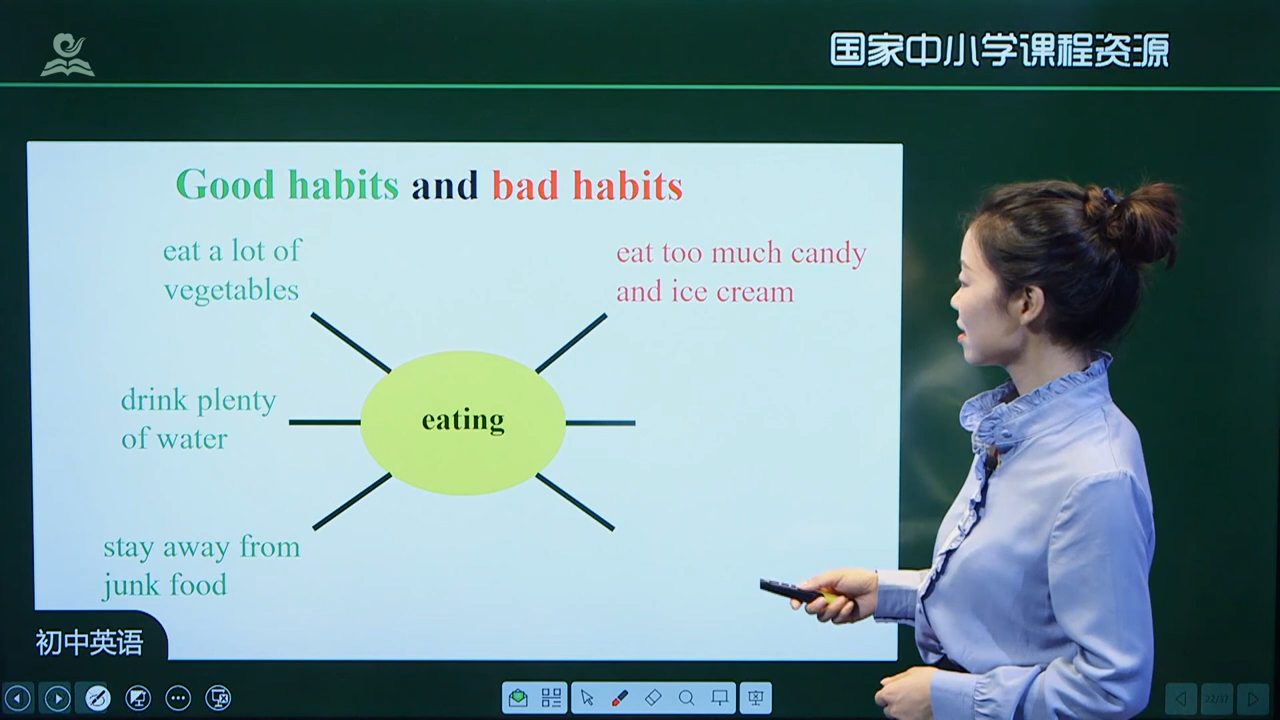 国家中小学课程资源
Good habits and bad habits
eat a lot of
vegetables
eat too much candy
and ice cream
drink plenty
of water
eating
stay away from
junk food
初中英语
22/37